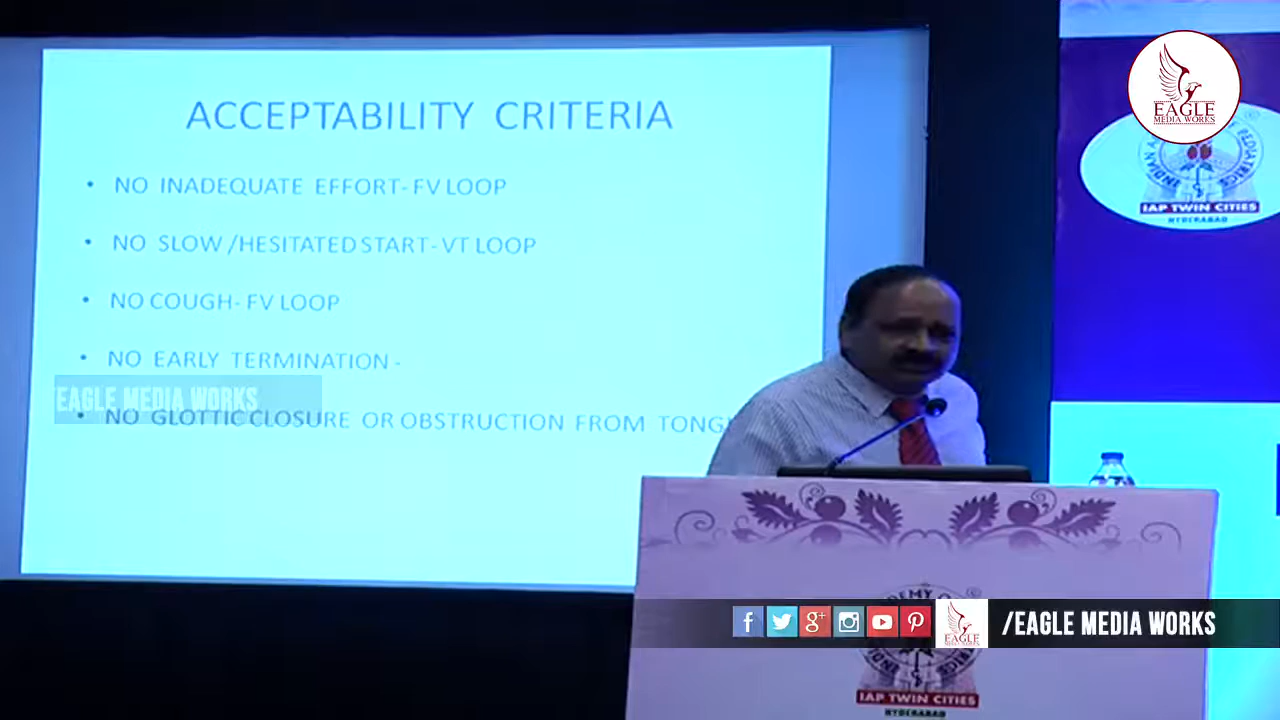 ACCEPTABILITY CRITERIA
• NO INADEQUATE EFFORT- FV LOOP
• NO SLOW /HESITATED START- VT LOOP
• NO COUGH- FV LOOP
• NO EARLY TERMINATION -
• NO GLOTTIC CLOSURE OR OBSTRUCTION FROM
/EAGLE MEDIA WORKS
EAGLE
MEDIA WORKS
IAP TWIN CITIES
HYDERABAD
EAGLE
/EAGLE MEDIA WORKS
IAP TWIN CITIES
HYDERABAD